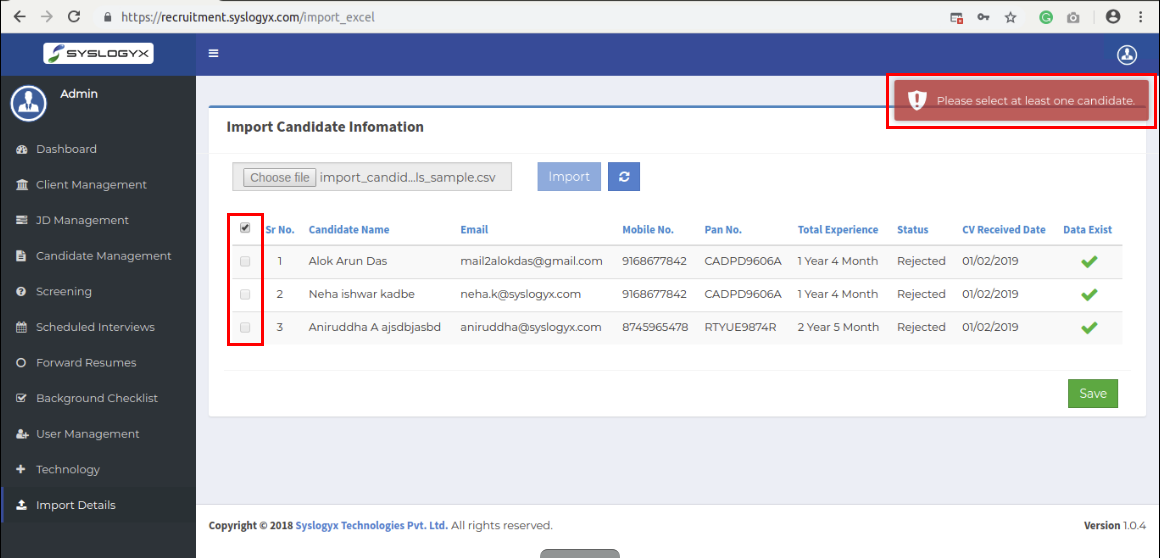 https://recruitment.syslogyx.com/import_excel
SYSLOGYX
Admin
Please select at least one candidate.
Import Candidate Infomation
Dashboard
Client Management
JD Management
Candidate Management
Screening
Scheduled Interviews
Forward Resumes
Background Checklist
User Management
Technology
Import Details
Choose file import_candid...ls_sample.csv Import
Sr No. Candidate Name Email Mobile No. Pan No. Total Experience Status CV Received Date Data Exist
1 Alok Arun Das mail2alokdas@gmail.com 9168677842 CADPD9606A 1 Year 4 Month Rejected 01/02/2019
2 Neha ishwar kadbe neha.k@syslogyx.com 9168677842 CADPD9606A 1 Year 4 Month Rejected 01/02/2019
3 Aniruddha A ajsdbjasbd aniruddha@syslogyx.com 8745965478 RTYUE9874R 2 Year 5 Month Rejected 01/02/2019
Save
Copyright © 2018 Syslogyx Technologies Pvt. Ltd. All rights reserved. Version 1.0.4